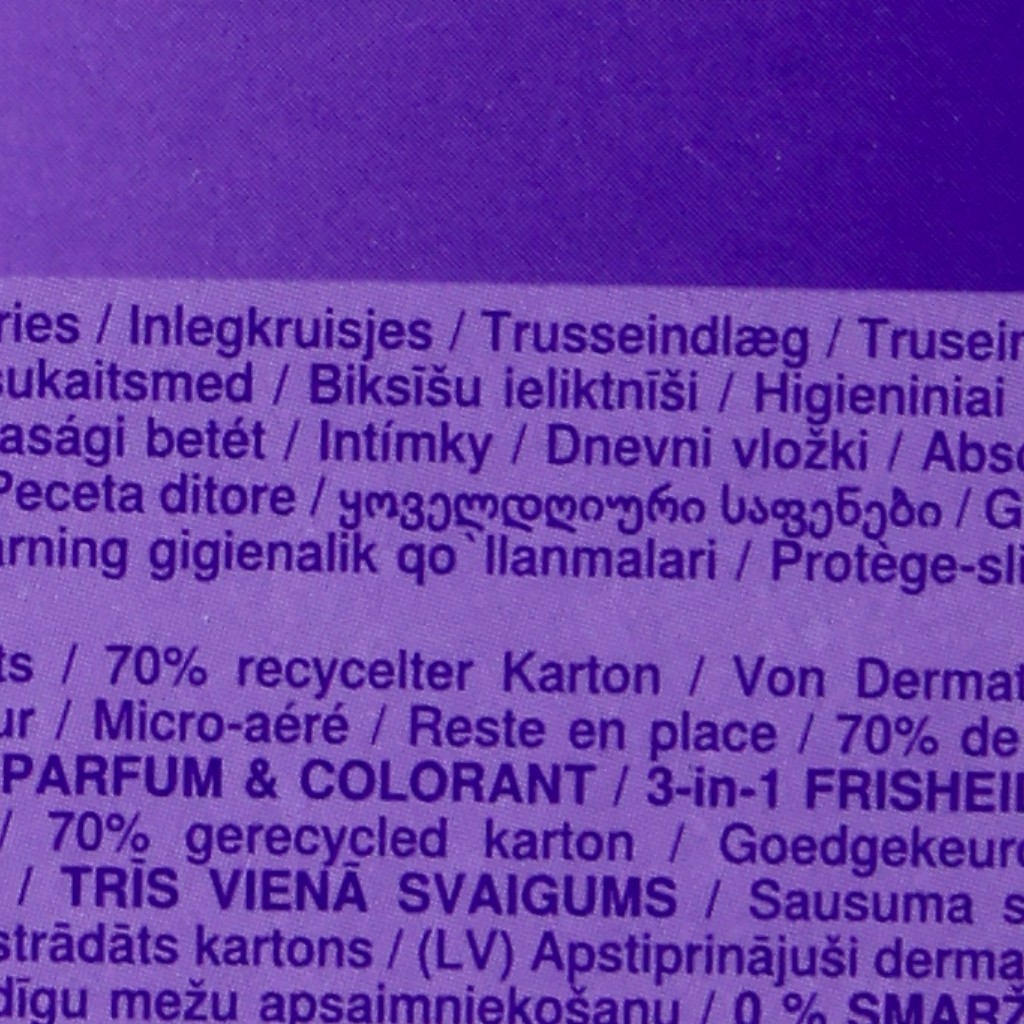 ries / Inlegkruisjes / Trusseindlæg / Trusein
sukaitsmed / Biksīšu ieliktnīši / Higieniniai
asági betét / Intímky / Dnevni vložki / Abso
Peceta ditore / ყოველდღიური საფენები / G
arning gigienalik qo`llanmalari / Protège-sli
ts / 70% recycelter Karton / Von Dermat
ur / Micro-aéré / Reste en place / 70% de
PARFUM & COLORANT / 3-in-1 FRISHEI
/ 70% gerecycled karton / Goedgekeurd
/ TRĪS VIENĀ SVAIGUMS / Sausuma s
strādāts kartons / (LV) Apstiprinājuši derma
dīgu mežu apsaimniekošanu / 0 % SMARŽ